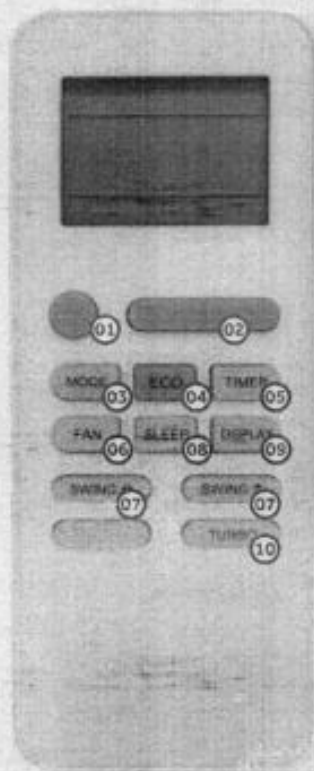 01 02
MODE 03 ECO 04 TIMER 05
FAN 06 SLEEP 08 DISPLAY 09
SWING 07 SWING 07
TURBO 10